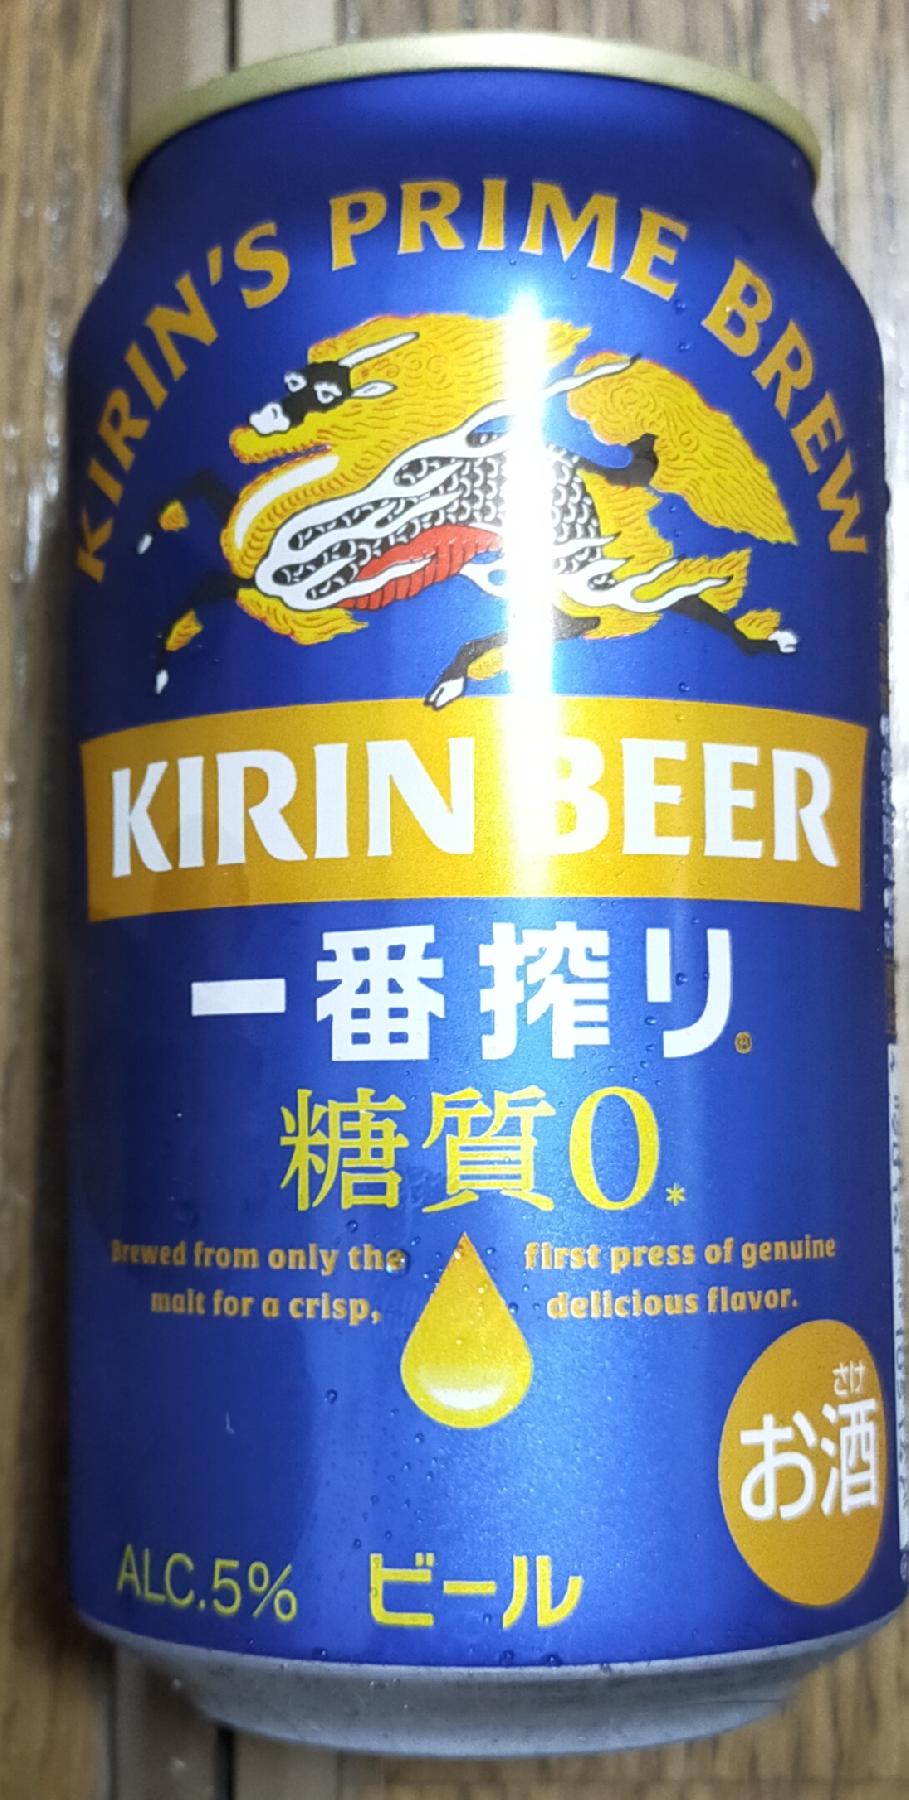 KIRIN'S PRIME BREW
KIRIN BEER
一番搾り®
糖質0*
Brewed from only the first press of genuine
malt for a crisp, delicious flavor.
さけ
お酒
ALC.5% ビール